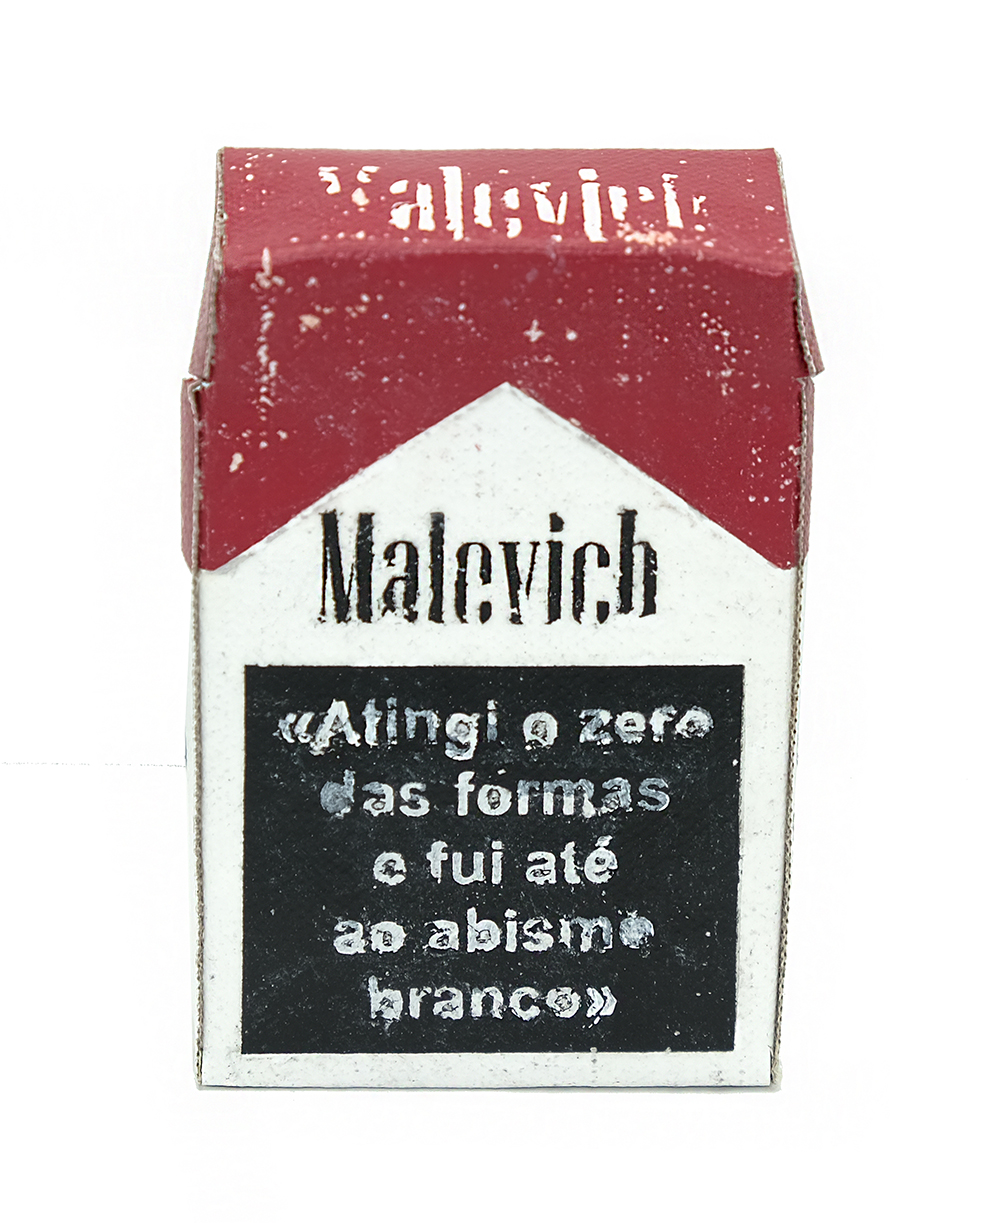 Malevich
Malevich
«Atingi o zero
das formas
e fui até
ao abismo
branco»